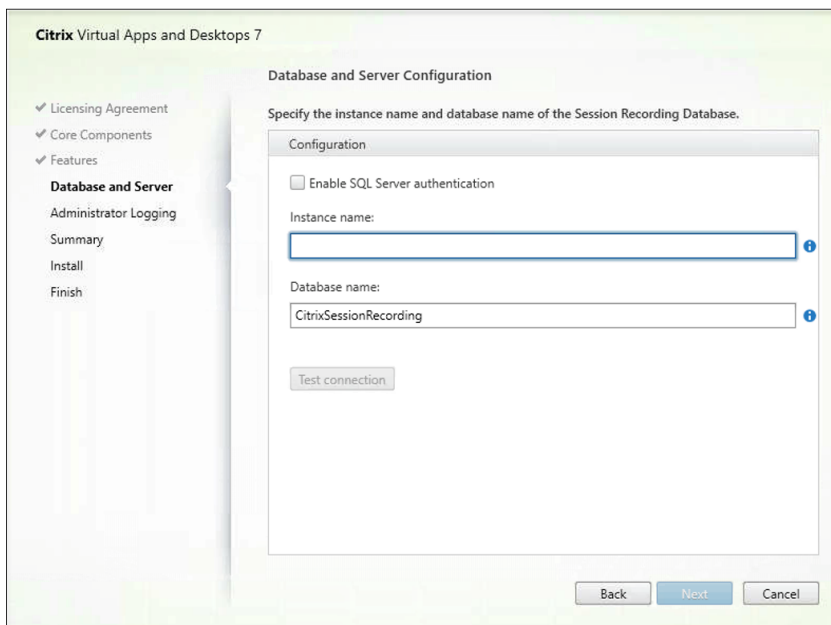 Citrix Virtual Apps and Desktops 7
Database and Server Configuration
Licensing Agreement
Core Components
Features
Database and Server
Administrator Logging
Summary
Install
Finish
Specify the instance name and database name of the Session Recording Database.
Configuration
Enable SQL Server authentication
Instance name:
Database name:
CitrixSessionRecording
Test connection
Back
Next
Cancel